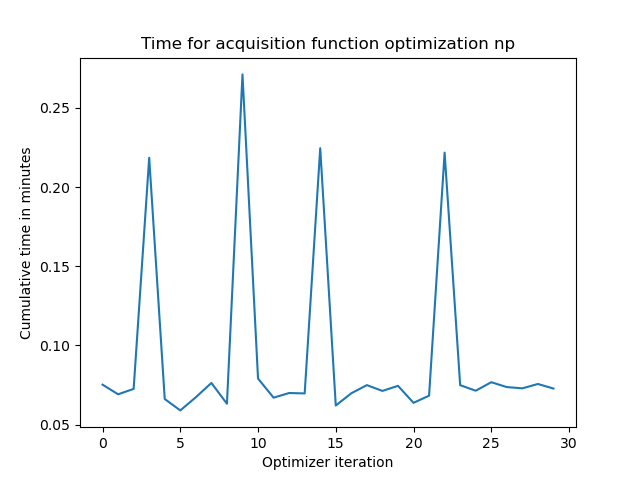 Time for acquisition function optimization np
Cumulative time in minutes
0.25
0.20
0.15
0.10
0.05
0 5 10 15 20 25 30
Optimizer iteration